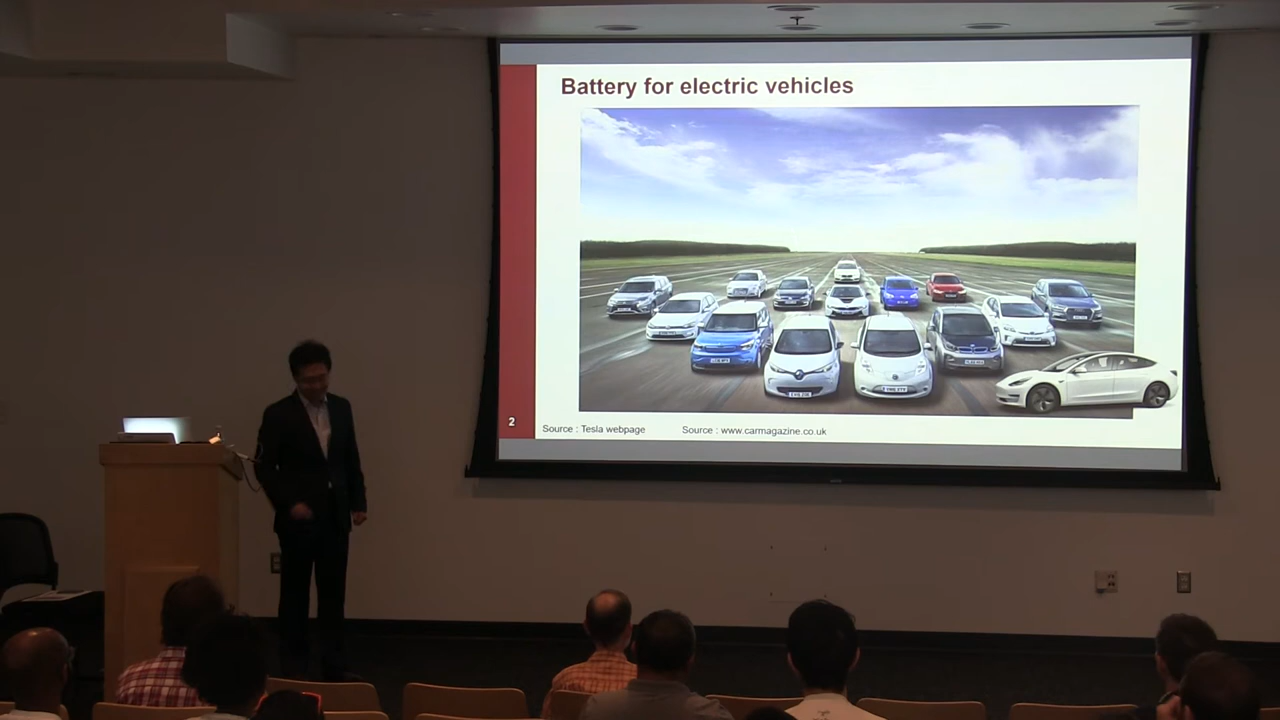 Battery for electric vehicles
2
Source : Tesla webpage
Source : www.carmagazine.co.uk